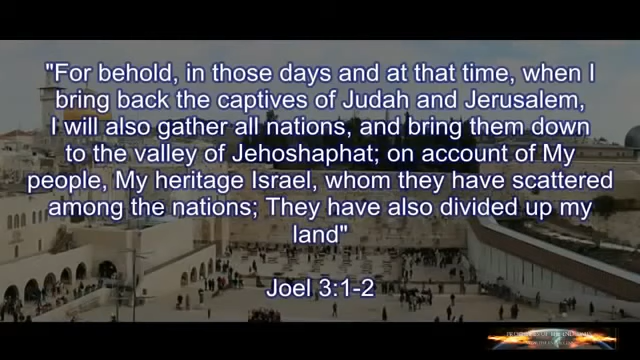 "For behold, in those days and at that time, when I
bring back the captives of Judah and Jerusalem,
I will also gather all nations, and bring them down
to the valley of Jehoshaphat; on account of My
people, My heritage Israel, whom they have scattered
among the nations; They have also divided up my
land"
Joel 3:1-2